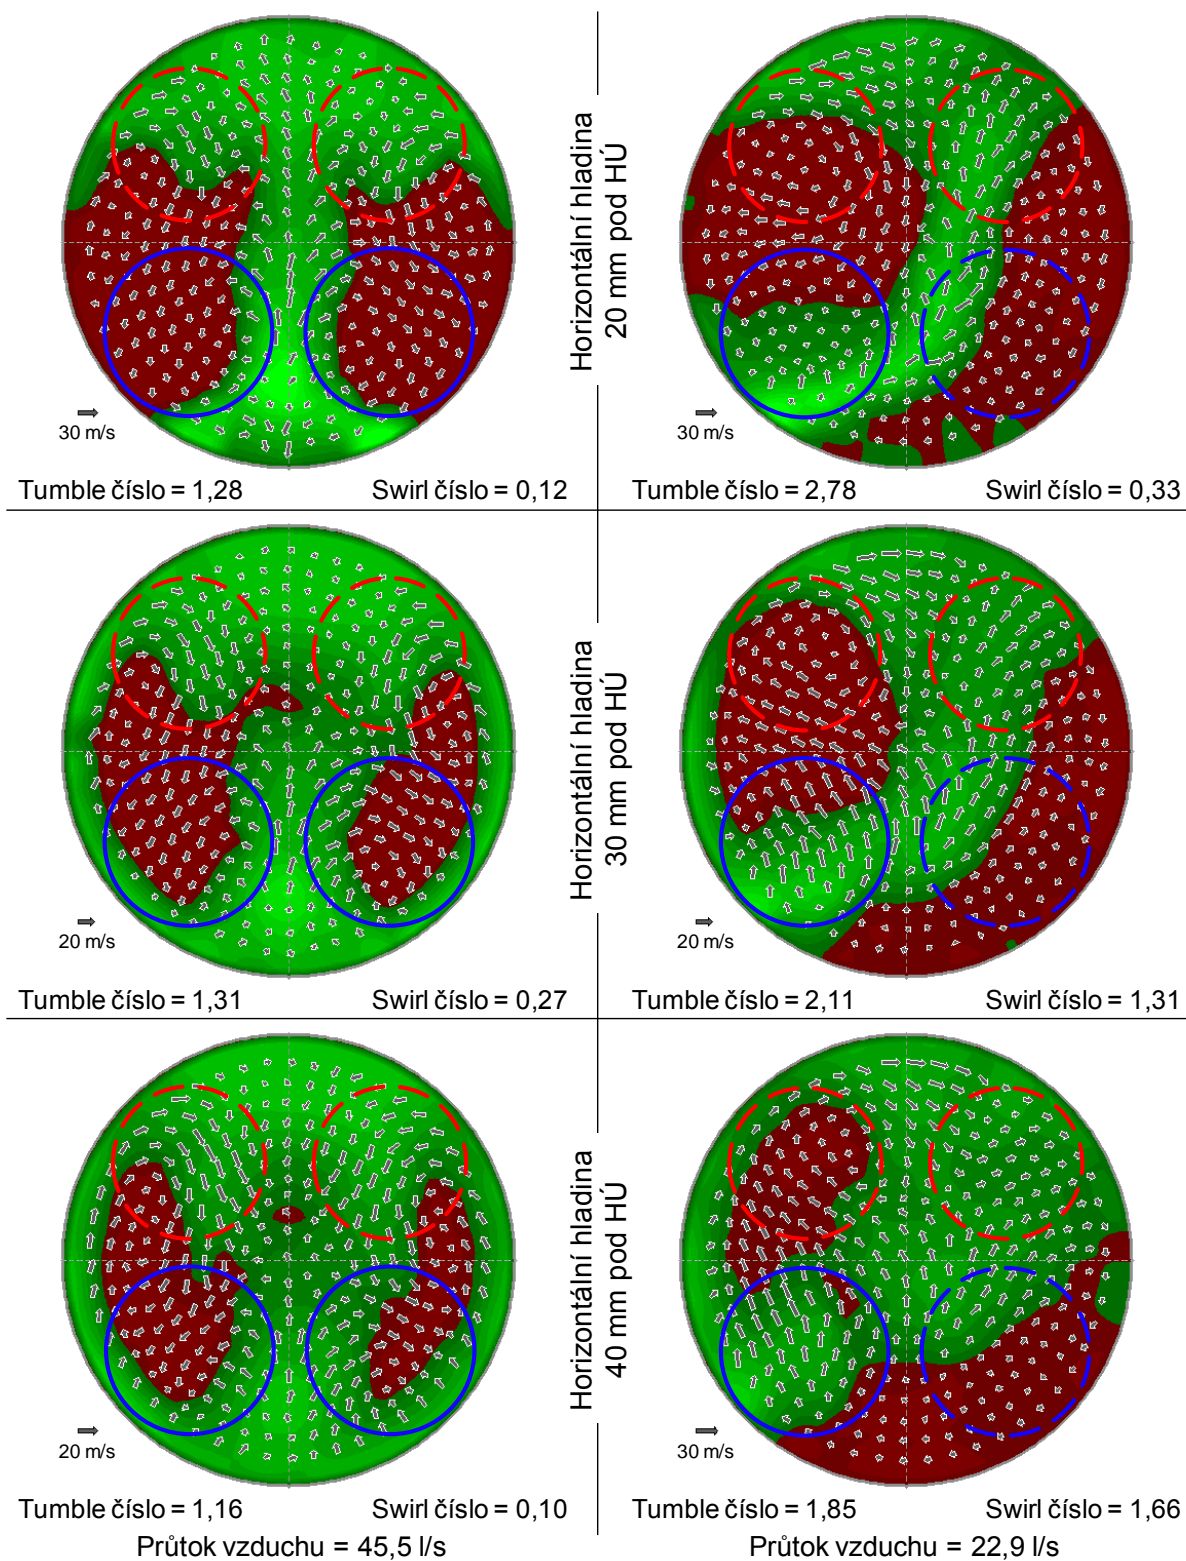 Horizontální hladina
20 mm pod HÚ
30 m/s
30 m/s
Tumble číslo = 1,28
Swirl číslo = 0,12
Tumble číslo = 2,78
Swirl číslo = 0,33
Horizontální hladina
30 mm pod HÚ
20 m/s
20 m/s
Tumble číslo = 1,31
Swirl číslo = 0,27
Tumble číslo = 2,11
Swirl číslo = 1,31
Horizontální hladina
40 mm pod HÚ
20 m/s
30 m/s
Tumble číslo = 1,16
Swirl číslo = 0,10
Tumble číslo = 1,85
Swirl číslo = 1,66
Průtok vzduchu = 45,5 l/s
Průtok vzduchu = 22,9 l/s